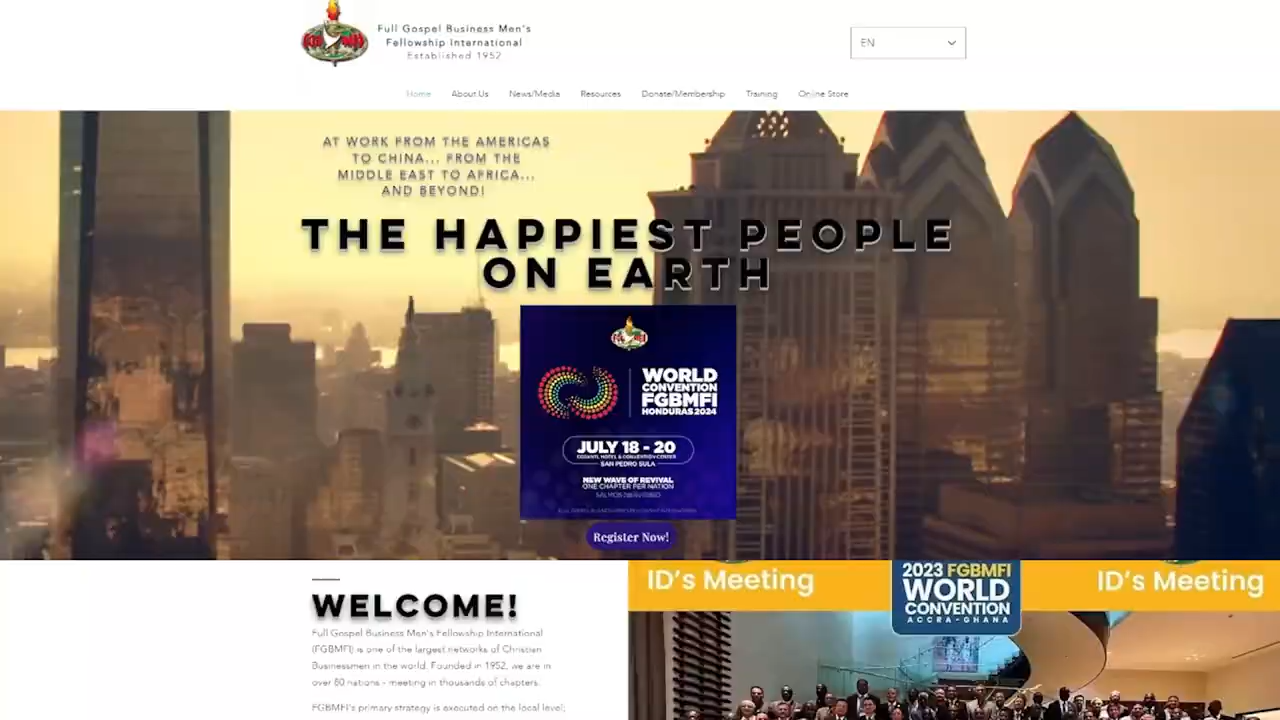 Full Gospel Business Men's
Fellowship International
Established 1952
EN
Home About Us News/Media Resources Donate/Membership Training Online Store
AT WORK FROM THE AMERICAS
TO CHINA... FROM THE
MIDDLE EAST TO AFRICA...
AND BEYOND!
THE HAPPIEST PEOPLE
ON EARTH
WORLD
CONVENTION
FGBMFI
HONDURAS 2024
JULY 18 - 20
HOTEL & CONVENTION CENTER
SAN PEDRO SULA
NEW WAVE OF REVIVAL
ONE CHAPTER PER NATION
Register Now!
ID's Meeting
2023 FGBMFI
WORLD
CONVENTION
ACCRA-GHANA
ID's Meeting
WELCOME!
Full Gospel Business Men's Fellowship International
(FGBMFI) is one of the largest networks of Christian
Businessmen in the world. Founded in 1952, we are in
over 80 nations - meeting in thousands of chapters.
FGBMFI's primary strategy is executed on the local level;